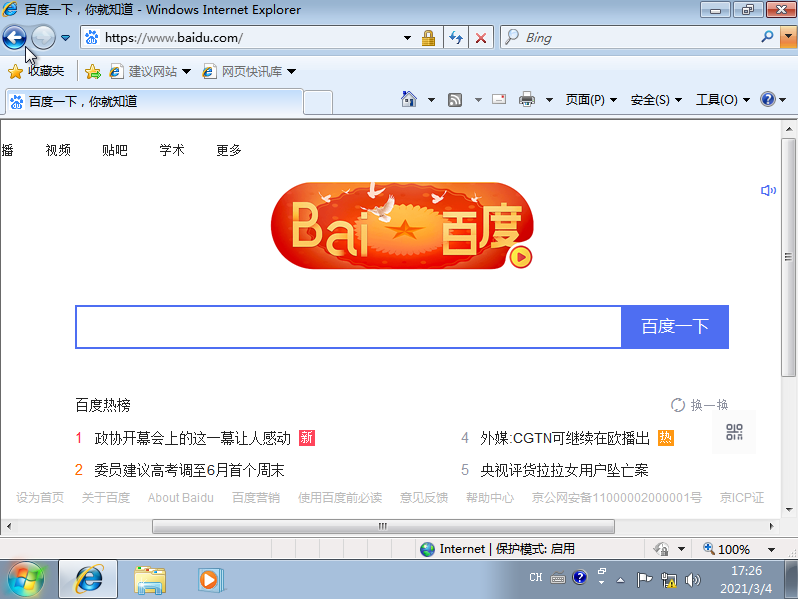 百度一下，你就知道 - Windows Internet Explorer
https://www.baidu.com/
Bing
收藏夹 建议网站 网页快讯库
百度一下，你就知道
页面(P) 安全(S) 工具(O)
播 视频 贴吧 学术 更多
Bai 百度
百度一下
百度热榜 换一换
1 政协开幕会上的这一幕让人感动 新
4 外媒:CGTN可继续在欧播出 热
2 委员建议高考调至6月首个周末
5 央视评货拉拉女用户坠亡案
设为首页 关于百度 About Baidu 百度营销 使用百度前必读 意见反馈 帮助中心 京公网安备11000002000001号 京ICP证
Internet | 保护模式: 启用 100%
CH 17:26
2021/3/4